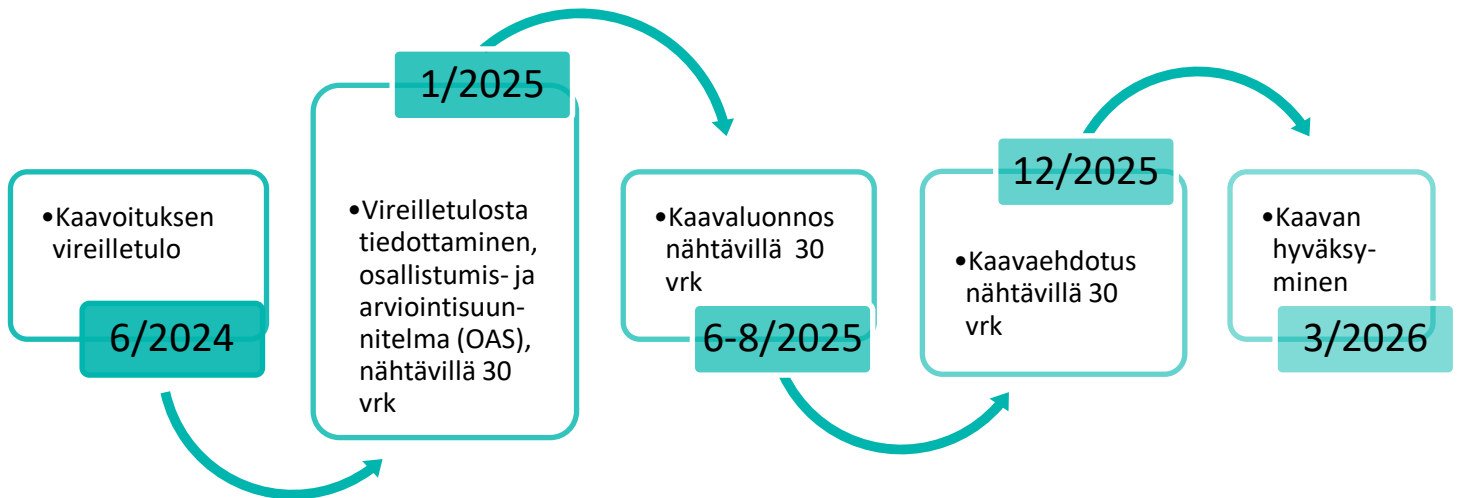 •Kaavoituksen
vireilletulo
6/2024
1/2025
•Vireilletulosta
tiedottaminen,
osallistumis- ja
arviointisuun-
nitelma (OAS),
nähtävillä 30
vrk
•Kaavaluonnos
nähtävillä 30
vrk
6-8/2025
12/2025
•Kaavaehdotus
nähtävillä 30
vrk
•Kaavan
hyväksy-
minen
3/2026